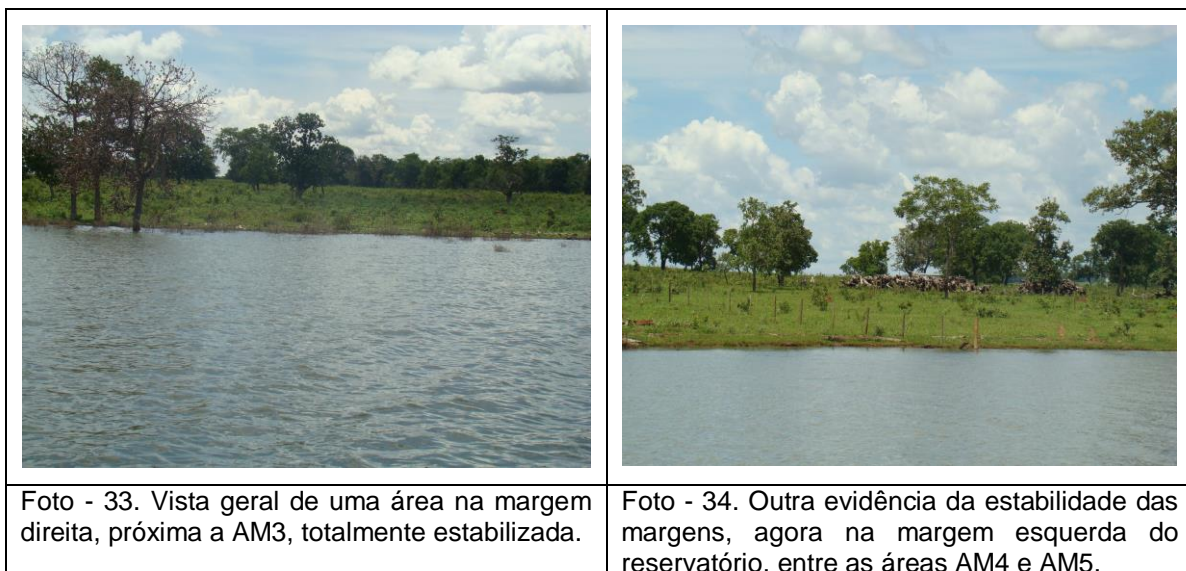 Foto - 33. Vista geral de uma área na margem
direita, próxima a AM3, totalmente estabilizada.
Foto - 34. Outra evidência da estabilidade das
margens, agora na margem esquerda do
reservatório, entre as áreas AM4 e AM5.